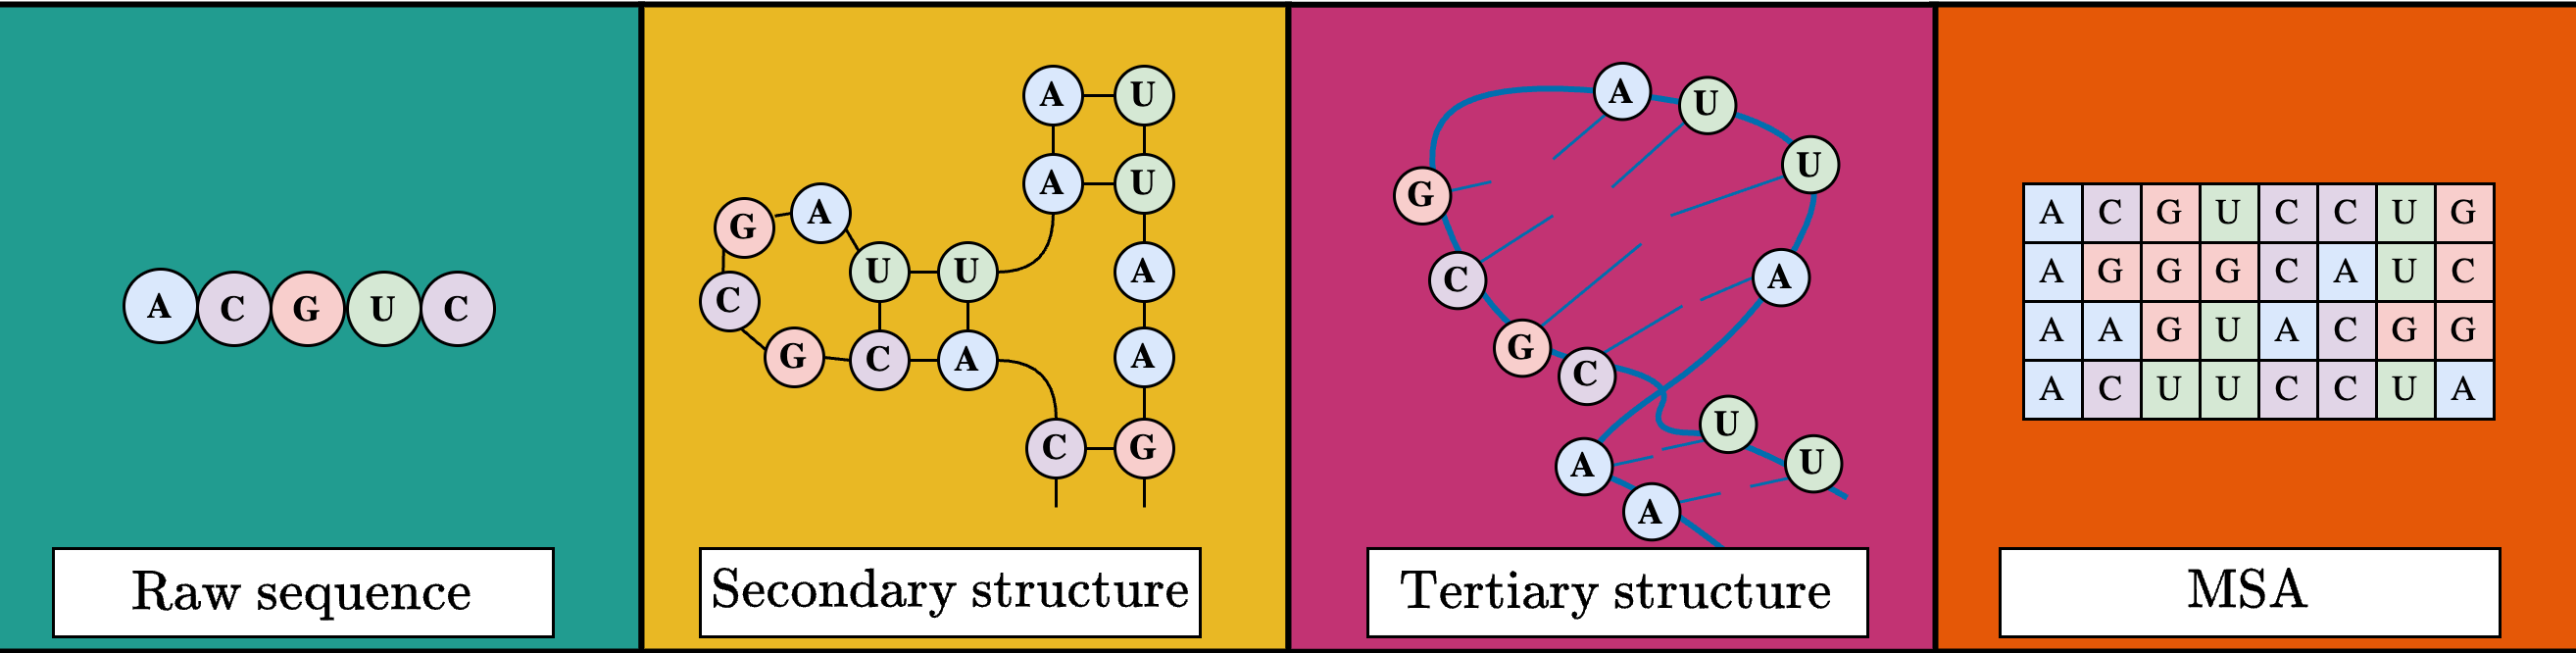 A C G U C
Raw sequence
A U
A U
G A
U U A
C
G C A A
C G
Secondary structure
A U
U
G
C A
G C
U
A U
A
Tertiary structure
A C G U C C U G
A G G G C A U C
A A G U A C G G
A C U U C C U A
MSA